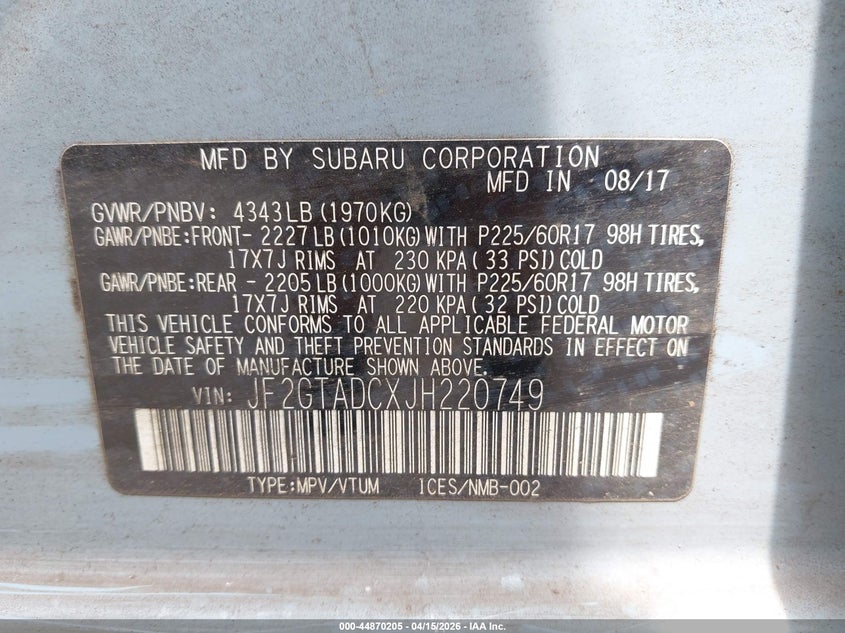 MFD BY SUBARU CORPORATION
MFD IN 08/17
GVWR/PNBV: 4343LB (1970KG)
GAWR/PNBE:FRONT- 2227LB (1010KG) WITH P225/60R17 98H TIRES,
17X7J RIMS AT 230 KPA ( 33 PSI) COLD
GAWR/PNBE:REAR - 2205LB (1000KG) WITH P225/60R17 98H TIRES,
17X7J RIMS AT 220 KPA ( 32 PSI) COLD
THIS VEHICLE CONFORMS TO ALL APPLICABLE FEDERAL MOTOR
VEHICLE SAFETY AND THEFT PREVENTION STANDARDS IN EFFECT ON
THE DATE OF MANUFACTURE SHOWN ABOVE.
VIN: JF2GTADCXJH220749
TYPE:MPV/VTUM ICES/NMB-002
000-44870205 - 04/15/2026 - IAA Inc.